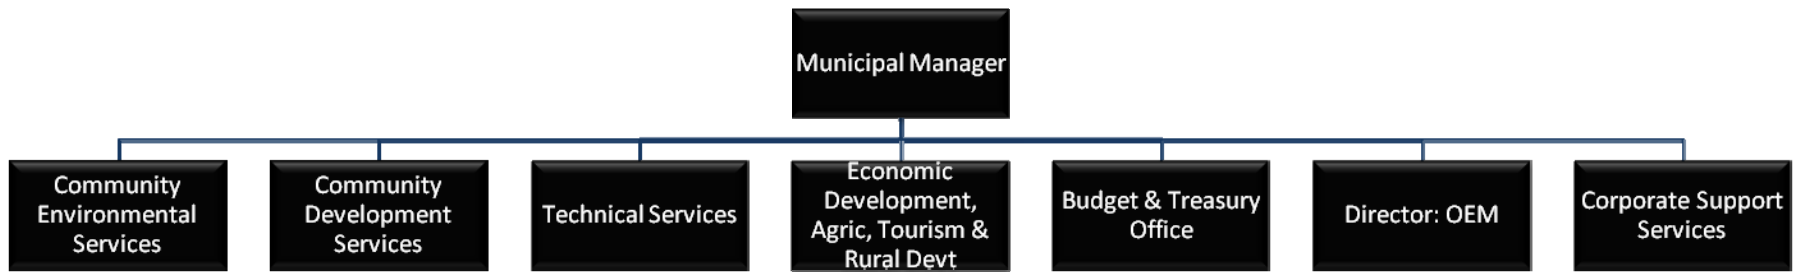 Municipal Manager
Community
Environmental
Services
Community
Development
Services
Technical Services
Economic
Development,
Agric, Tourism &
Rural Devt
Budget & Treasury
Office
Director: OEM
Corporate Support
Services